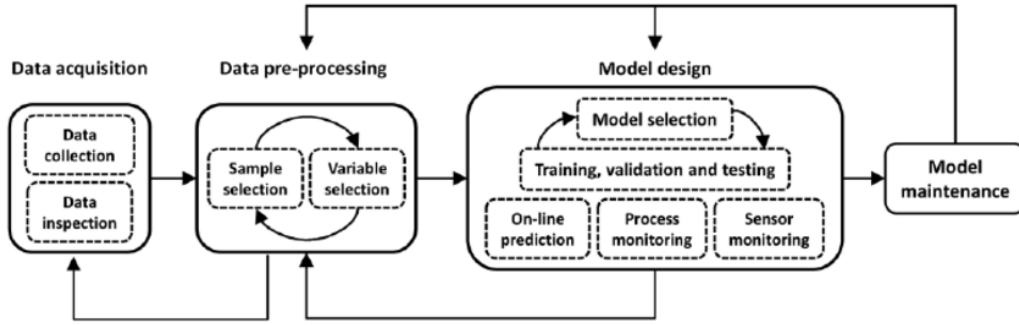 Data acquisition
Data pre-processing
Model design
Data
collection
Data
inspection
Sample
selection
Variable
selection
Model selection
Training, validation and testing
On-line
prediction
Process
monitoring
Sensor
monitoring
Model
maintenance